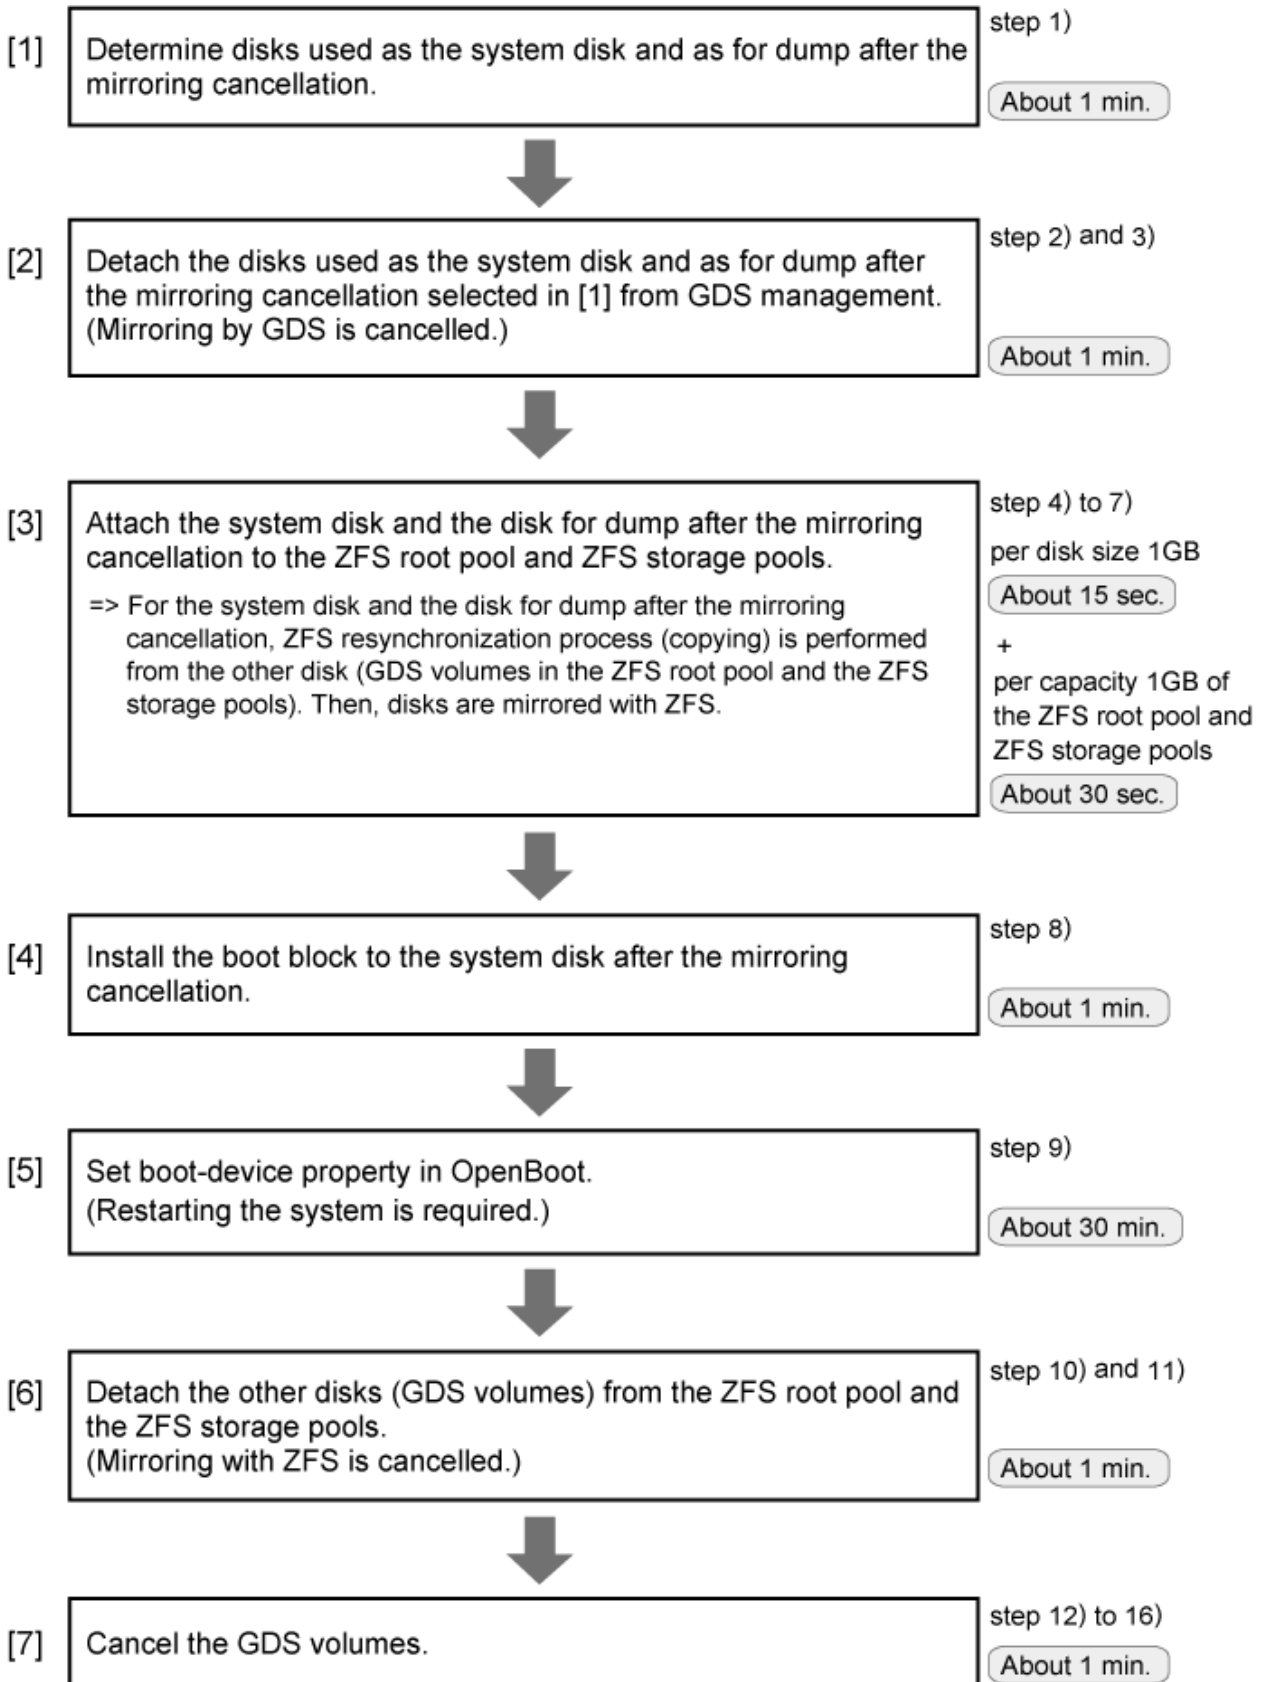 [1]
Determine disks used as the system disk and as for dump after the
mirroring cancellation.
step 1)
About 1 min.
[2]
Detach the disks used as the system disk and as for dump after
the mirroring cancellation selected in [1] from GDS management.
(Mirroring by GDS is cancelled.)
step 2) and 3)
About 1 min.
[3]
Attach the system disk and the disk for dump after the mirroring
cancellation to the ZFS root pool and ZFS storage pools.
=> For the system disk and the disk for dump after the mirroring
cancellation, ZFS resynchronization process (copying) is performed
from the other disk (GDS volumes in the ZFS root pool and the ZFS
storage pools). Then, disks are mirrored with ZFS.
step 4) to 7)
per disk size 1GB
About 15 sec.
+
per capacity 1GB of
the ZFS root pool and
ZFS storage pools
About 30 sec.
[4]
Install the boot block to the system disk after the mirroring
cancellation.
step 8)
About 1 min.
[5]
Set boot-device property in OpenBoot.
(Restarting the system is required.)
step 9)
About 30 min.
[6]
Detach the other disks (GDS volumes) from the ZFS root pool and
the ZFS storage pools.
(Mirroring with ZFS is cancelled.)
step 10) and 11)
About 1 min.
[7]
Cancel the GDS volumes.
step 12) to 16)
About 1 min.